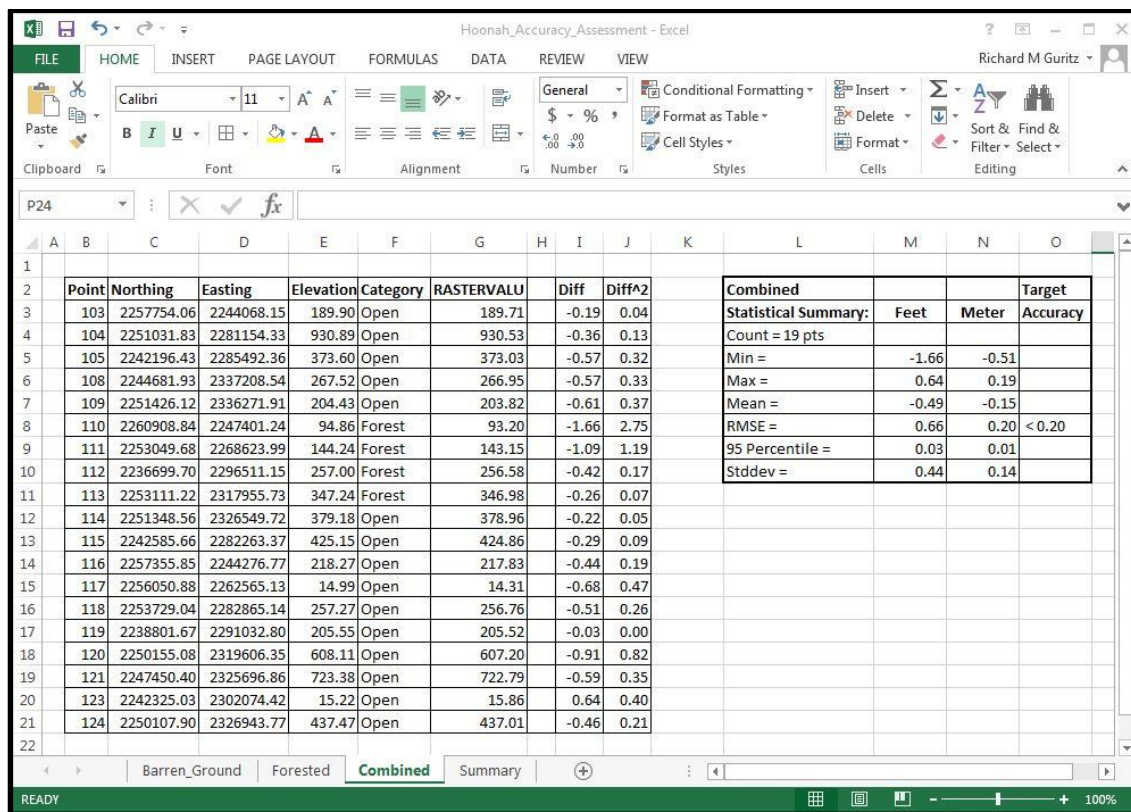 Hoonah_Accuracy_Assessment - Excel
FILE HOME INSERT PAGE LAYOUT FORMULAS DATA REVIEW VIEW Richard M Guritz
Paste
Calibri 11 A A
B I U A
General
$ % ,
.00 .00 .0
Conditional Formatting
Format as Table
Cell Styles
Insert
Delete
Format
Σ
A Z
Sort & Find &
Filter Select
Clipboard Font Alignment Number Styles Cells Editing
P24 fx
A B C D E F G H I J K L M N O
1
2 Point Northing Easting Elevation Category RASTERVALU Diff Diff^2 Combined Target
3 103 2257754.06 2244068.15 189.90 Open 189.71 -0.19 0.04 Statistical Summary: Feet Meter Accuracy
4 104 2251031.83 2281154.33 930.89 Open 930.53 -0.36 0.13 Count = 19 pts
5 105 2242196.43 2285492.36 373.60 Open 373.03 -0.57 0.32 Min = -1.66 -0.51
6 108 2244681.93 2337208.54 267.52 Open 266.95 -0.57 0.33 Max = 0.64 0.19
7 109 2251426.12 2336271.91 204.43 Open 203.82 -0.61 0.37 Mean = -0.49 -0.15
8 110 2260908.84 2247401.24 94.86 Forest 93.20 -1.66 2.75 RMSE = 0.66 0.20 < 0.20
9 111 2253049.68 2268623.99 144.24 Forest 143.15 -1.09 1.19 95 Percentile = 0.03 0.01
10 112 2236699.70 2296511.15 257.00 Forest 256.58 -0.42 0.17 Stddev = 0.44 0.14
11 113 2253111.22 2317955.73 347.24 Forest 346.98 -0.26 0.07
12 114 2251348.56 2326549.72 379.18 Open 378.96 -0.22 0.05
13 115 2242585.66 2282263.37 425.15 Open 424.86 -0.29 0.09
14 116 2257355.85 2244276.77 218.27 Open 217.83 -0.44 0.19
15 117 2256050.88 2262565.13 14.99 Open 14.31 -0.68 0.47
16 118 2253729.04 2282865.14 257.27 Open 256.76 -0.51 0.26
17 119 2238801.67 2291032.80 205.55 Open 205.52 -0.03 0.00
18 120 2250155.08 2319606.35 608.11 Open 607.20 -0.91 0.82
19 121 2247450.40 2325696.86 723.38 Open 722.79 -0.59 0.35
20 123 2242325.03 2302074.42 15.22 Open 15.86 0.64 0.40
21 124 2250107.90 2326943.77 437.47 Open 437.01 -0.46 0.21
22
Barren_Ground Forested Combined Summary
READY 100%